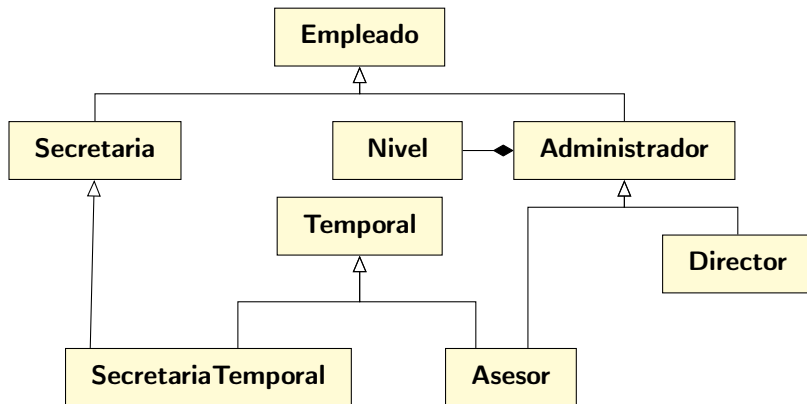 Empleado
Secretaria
Nivel
Administrador
Temporal
Director
SecretariaTemporal
Asesor